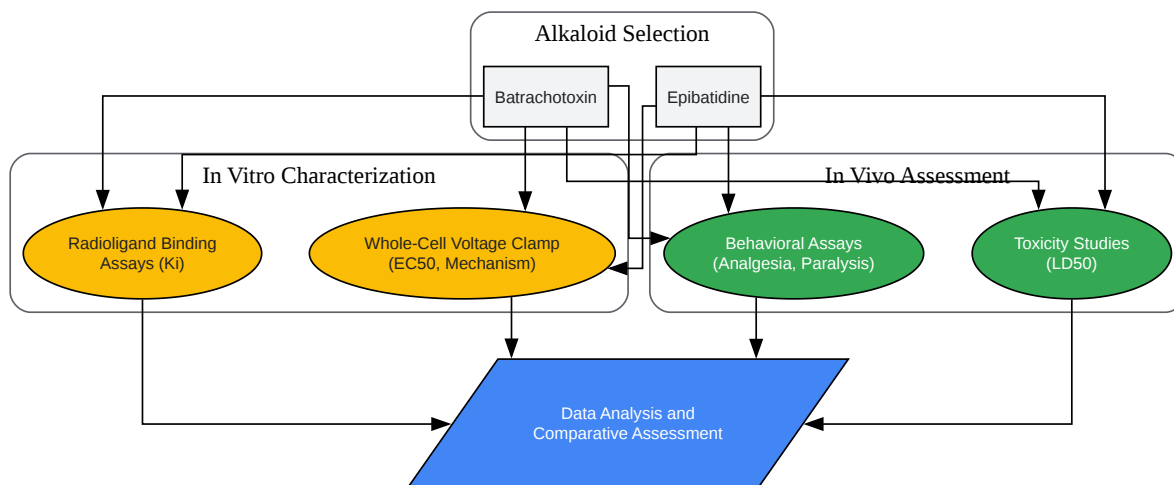 Alkaloid Selection
Batrachotoxin
Epibatidine
In Vitro Characterization
In Vivo Assessment
Radioligand Binding
Assays (Ki)
Whole-Cell Voltage Clamp
(EC50, Mechanism)
Behavioral Assays
(Analgesia, Paralysis)
Toxicity Studies
(LD50)
Data Analysis and
Comparative Assessment